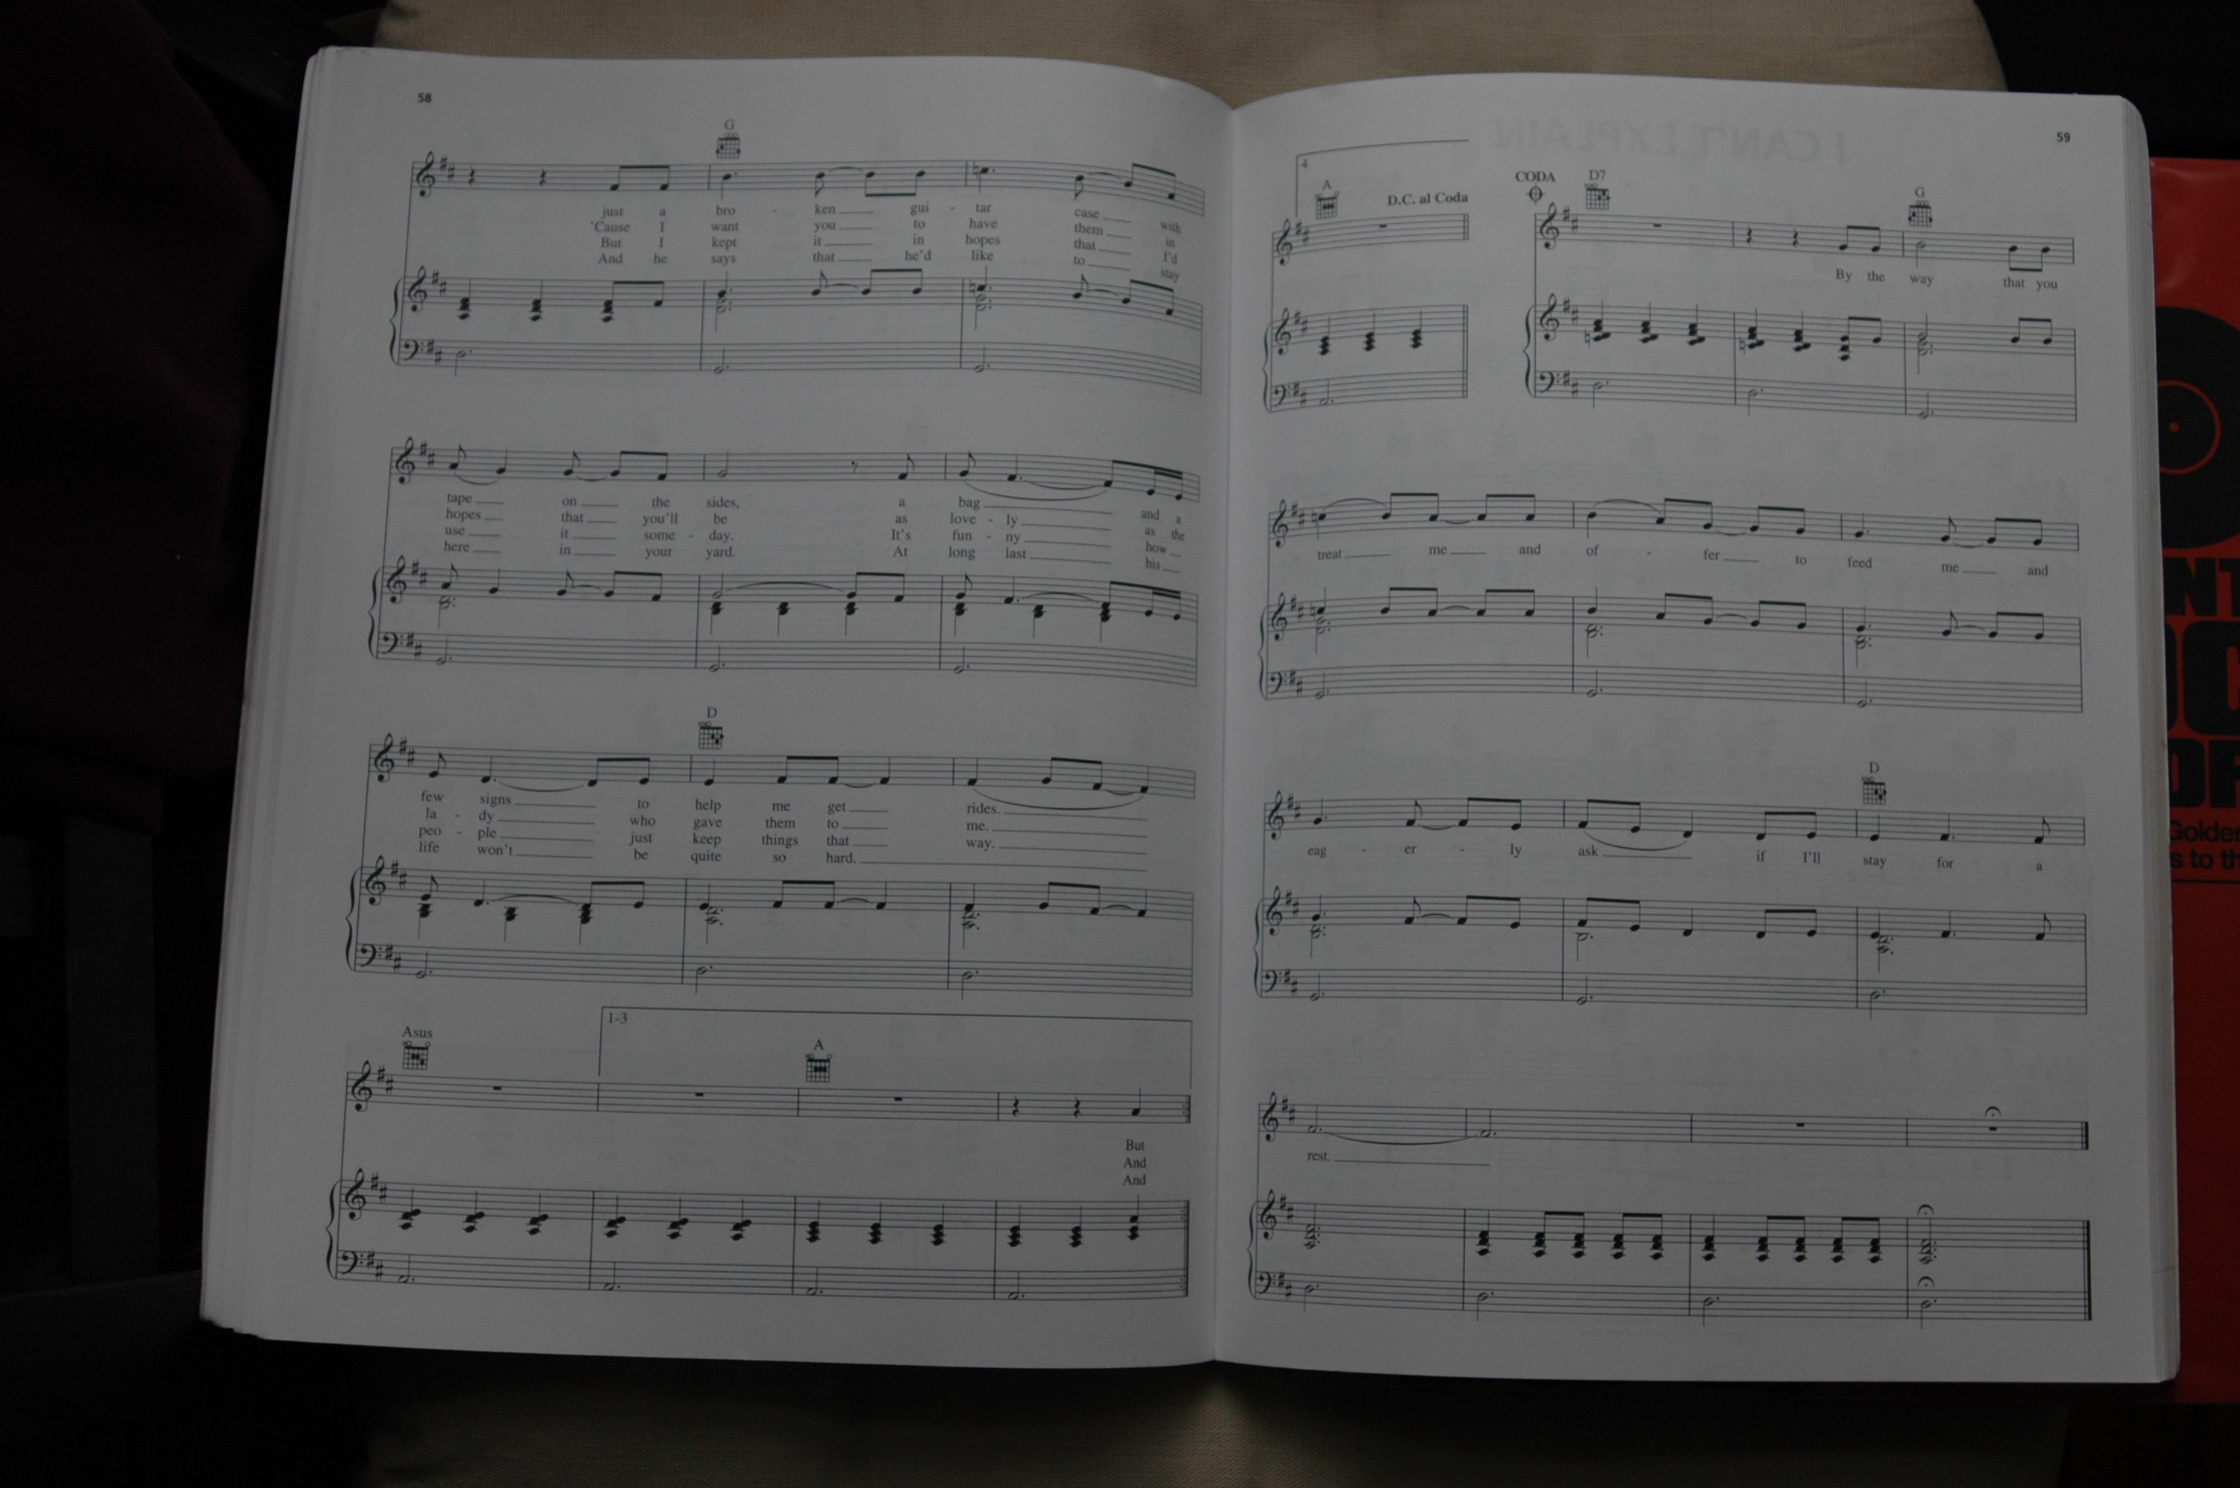 58
G
just a bro - ken gui - tar case with
'Cause I want you to have them in
But I kept it in hopes that I'd
And he says that he'd like to stay
tape on the sides, a bag and a
hopes that you'll be as love - ly as the
use it some - day. It's fun - ny how
here in your yard. At long last his
D
few signs to help me get rides.
la - dy who gave them to me.
peo - ple just keep things that way.
life won't be quite so hard.
Asus
1-3
A
But
And
And
59
I CAN'T EXPLAIN
4
A
D.C. al Coda
CODA
D7
G
By the way that you
treat me and of - fer to feed me and
D
eag - er - ly ask if I'll stay for a
rest.
NT
Golden
s to th